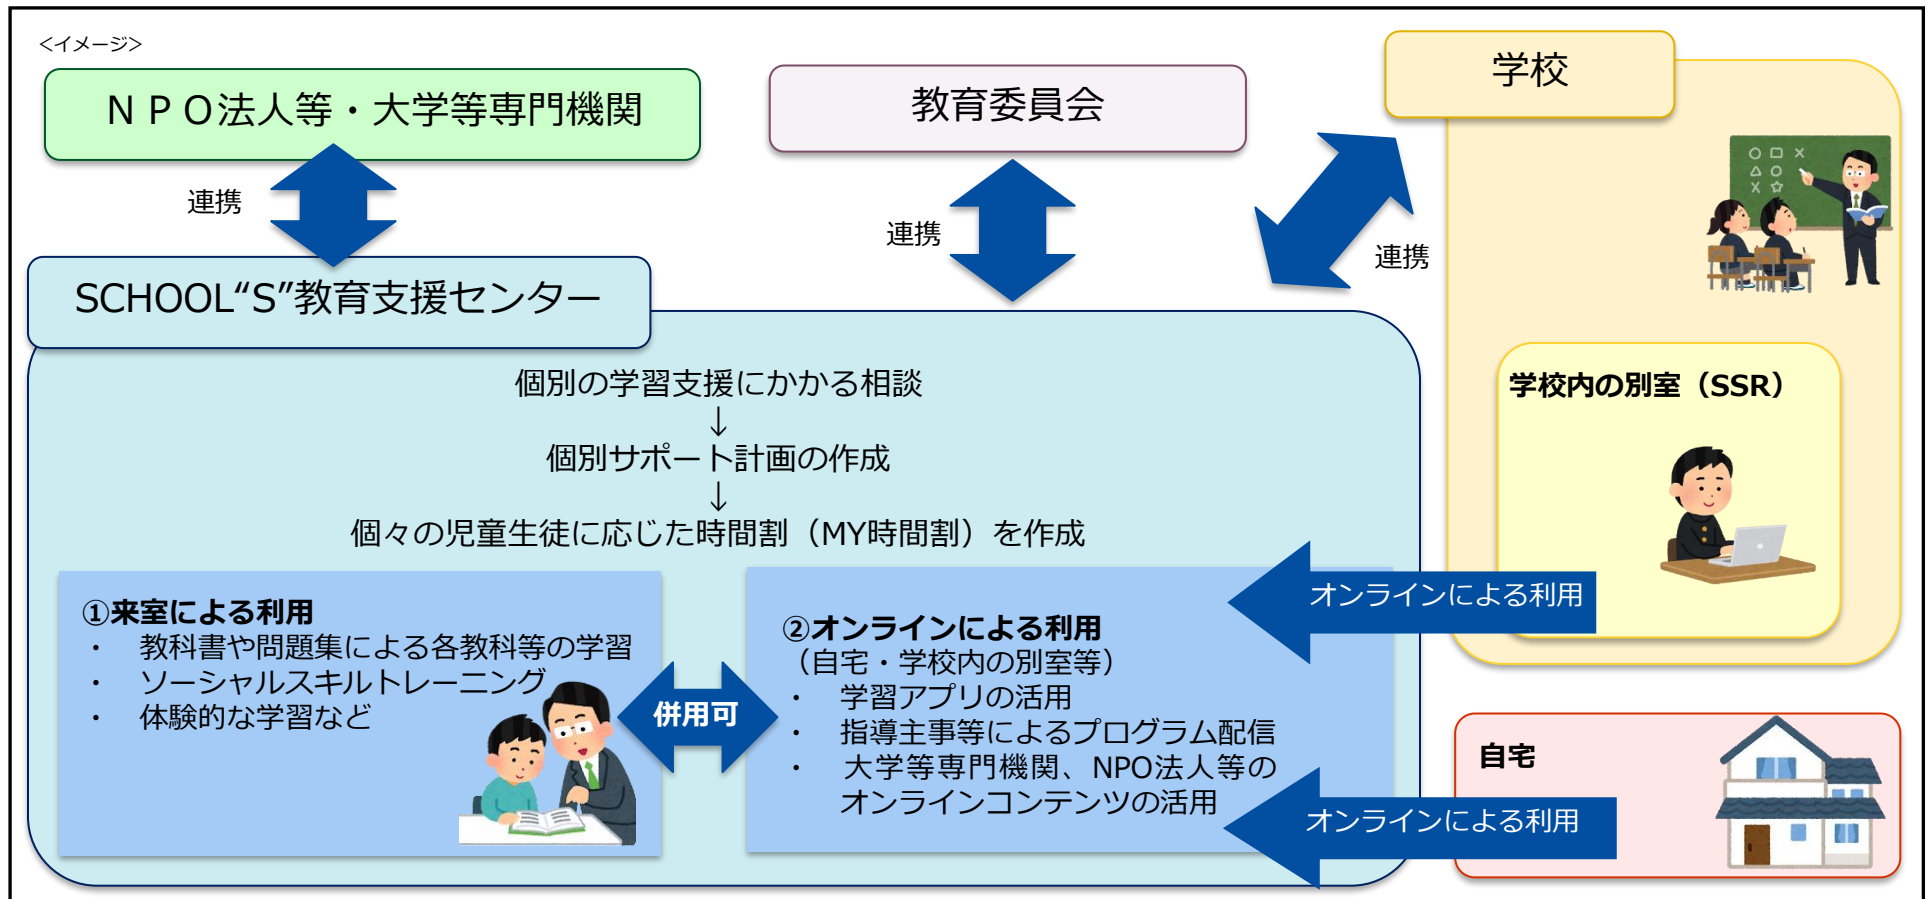 <イメージ>
ＮＰＯ法人等・大学等専門機関
教育委員会
学校
連携
連携
連携
SCHOOL“S”教育支援センター
個別の学習支援にかかる相談
↓
個別サポート計画の作成
↓
個々の児童生徒に応じた時間割（MY時間割）を作成
①来室による利用
・ 教科書や問題集による各教科等の学習
・ ソーシャルスキルトレーニング
・ 体験的な学習など
併用可
②オンラインによる利用
（自宅・学校内の別室等）
・ 学習アプリの活用
・ 指導主事等によるプログラム配信
・ 大学等専門機関、NPO法人等の
オンラインコンテンツの活用
学校内の別室（SSR）
オンラインによる利用
自宅
オンラインによる利用